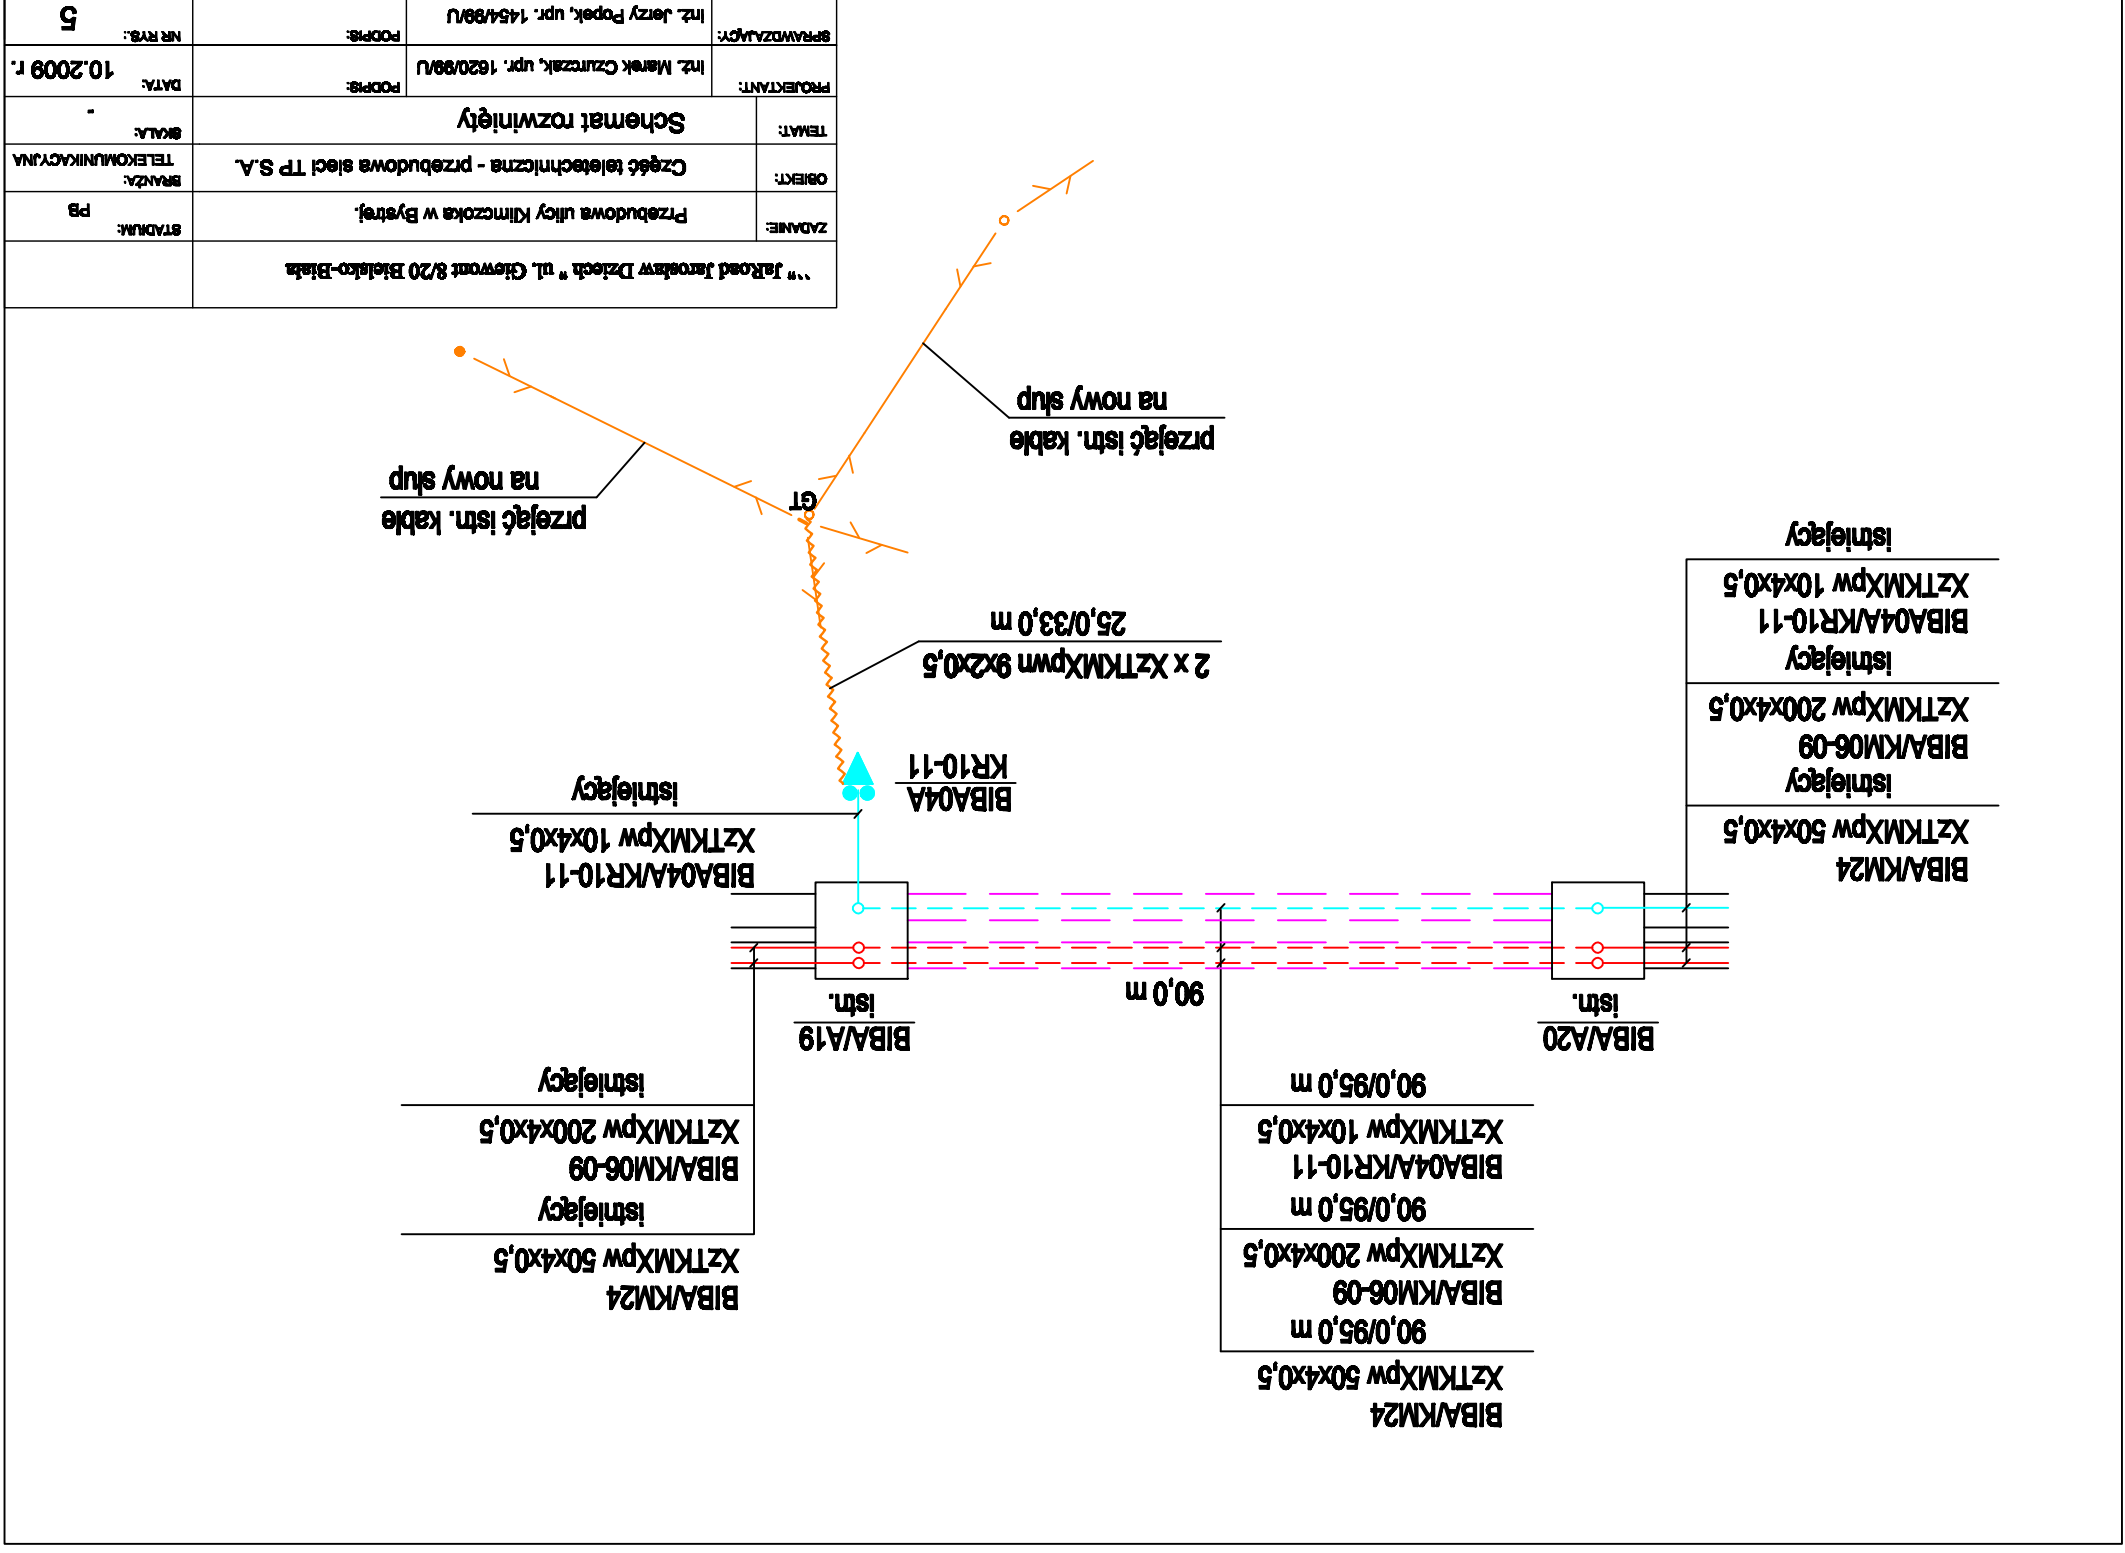 BIBA/KM24
XzTKMXpw 50x4x0,5
90,0/95,0 m
BIBA/KM06-09
XzTKMXpw 200x4x0,5
90,0/95,0 m
BIBA04A/KR10-11
XzTKMXpw 10x4x0,5
90,0/95,0 m
BIBA/KM24
XzTKMXpw 50x4x0,5
istniejący
BIBA/KM06-09
XzTKMXpw 200x4x0,5
istniejący
BIBA/A20
istn.
90,0 m
BIBA/A19
istn.
BIBA/KM24
XzTKMXpw 50x4x0,5
istniejący
BIBA/KM06-09
XzTKMXpw 200x4x0,5
istniejący
BIBA04A/KR10-11
XzTKMXpw 10x4x0,5
istniejący
BIBA04A
KR10-11
BIBA04A/KR10-11
XzTKMXpw 10x4x0,5
istniejący
2 x XzTKMXpwn 9x2x0,5
25,0/33,0 m
GT
przejąć istn. kable
na nowy słup
przejąć istn. kable
na nowy słup
```" JaRoad Jarosław Dziech " ul. Giewont 8/20 Bielsko-Biała
ZADANIE: Przebudowa ulicy Klimczoka w Bystrej. STADIUM: PB
OBIEKT: Część teletechniczna - przebudowa sieci TP S.A. BRANŻA: TELEKOMUNIKACYJNA
TEMAT: Schemat rozwinięty SKALA: -
PROJEKTANT: inż. Marek Czurczak, upr. 1620/99/U PODPIS: DATA: 10.2009 r.
SPRAWDZAJĄCY: inż. Jerzy Popek, upr. 1454/99/U PODPIS: NR RYS.: 5